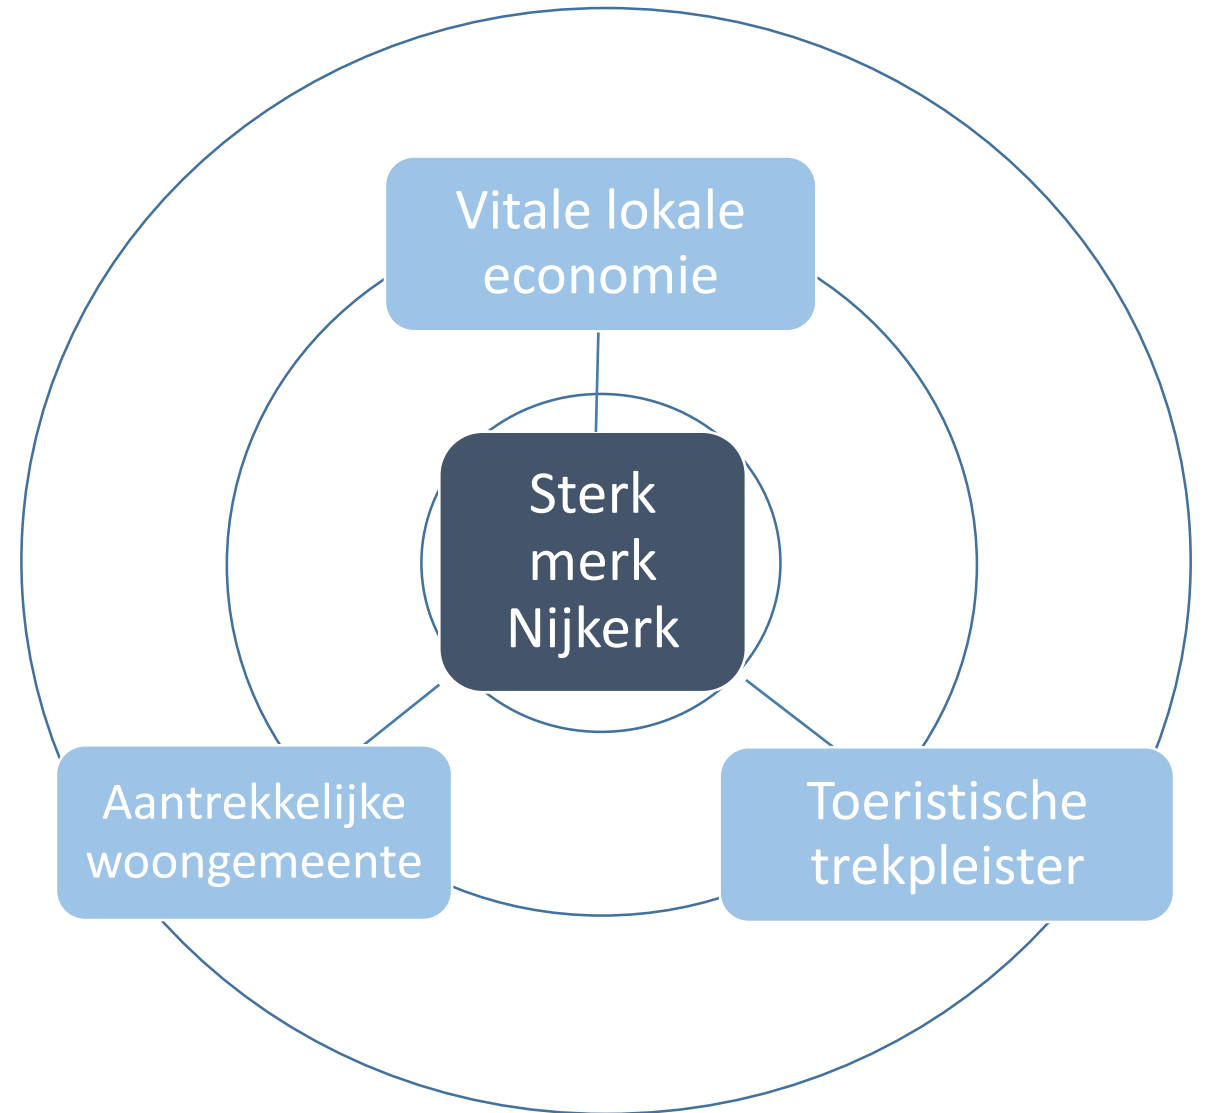 Vitale lokale
economie
Sterk
merk
Nijkerk
Aantrekkelijke
woongemeente
Toeristische
trekpleister